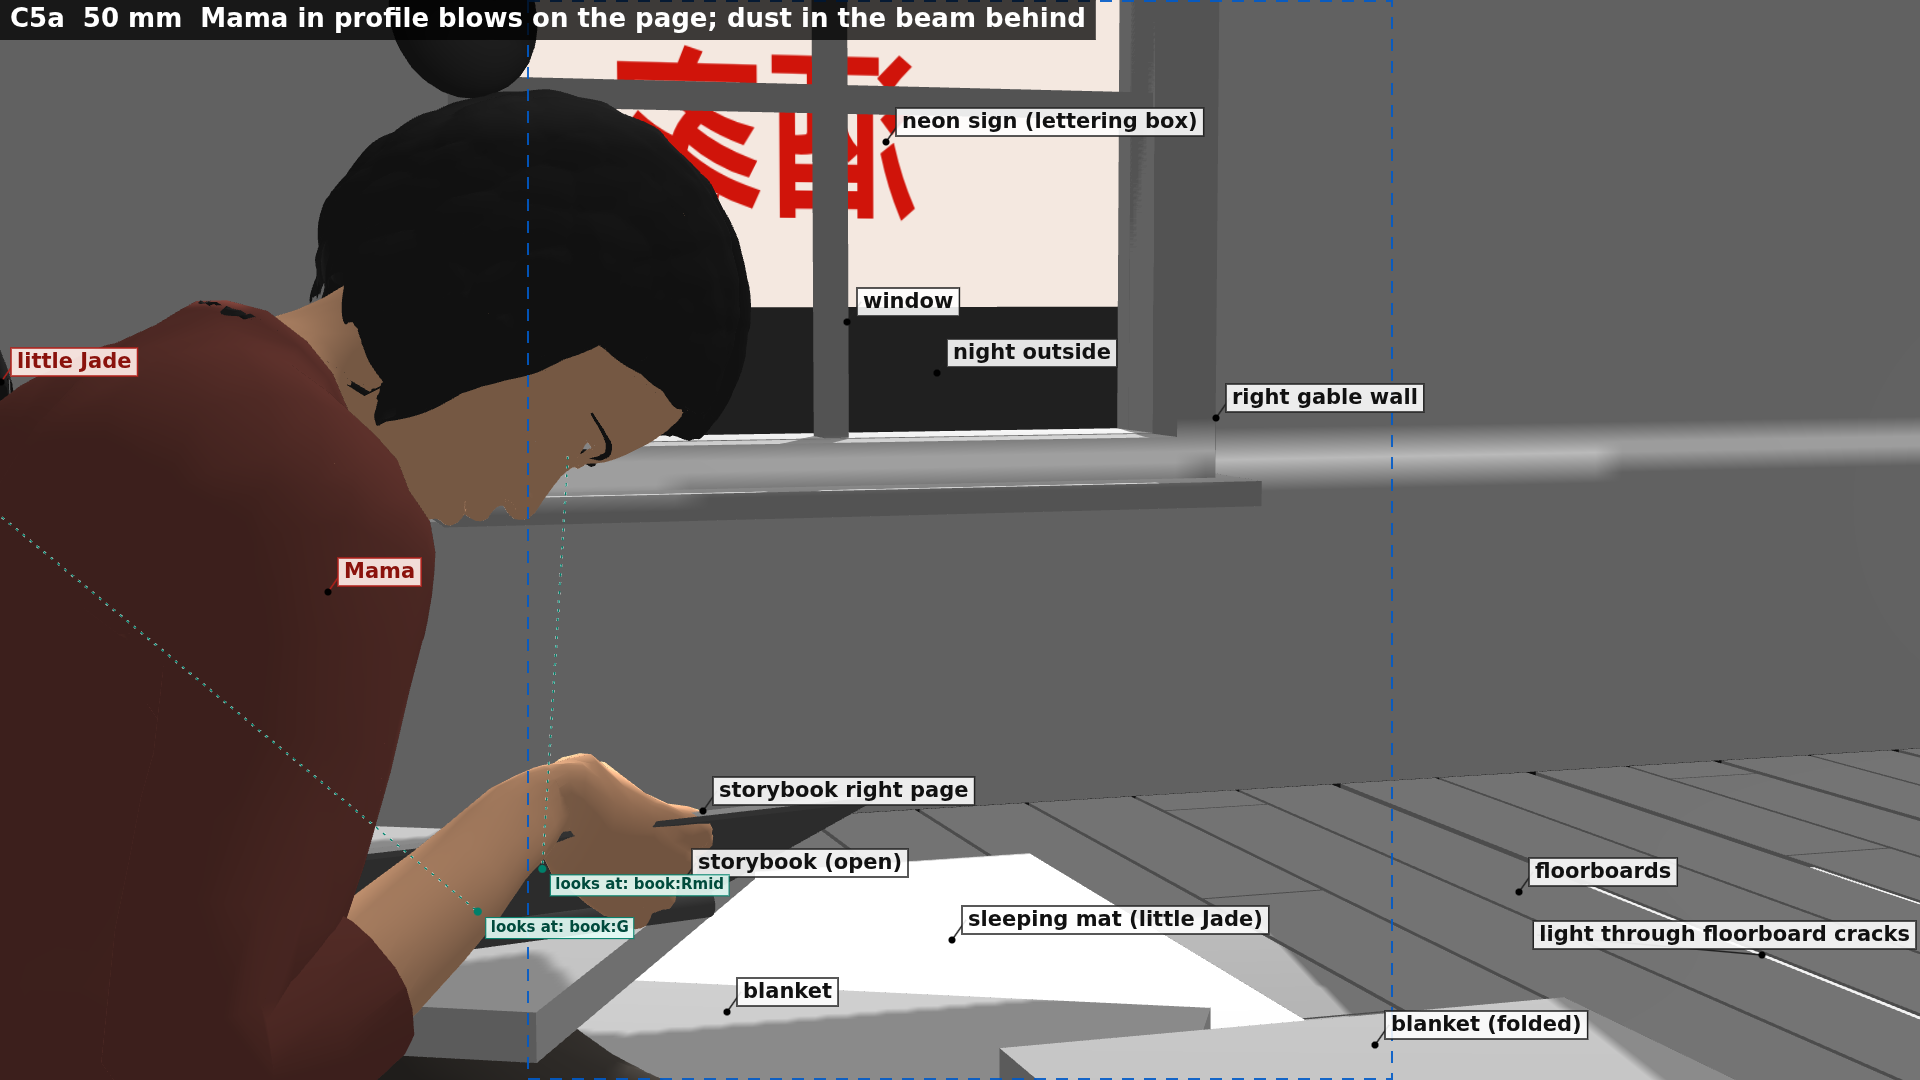 C5a 50 mm Mama in profile blows on the page; dust in the beam behind
neon sign (lettering box)
window
night outside
little Jade
right gable wall
Mama
storybook right page
storybook (open)
looks at: book:Rmid
floorboards
looks at: book:G
sleeping mat (little Jade)
light through floorboard cracks
blanket
blanket (folded)